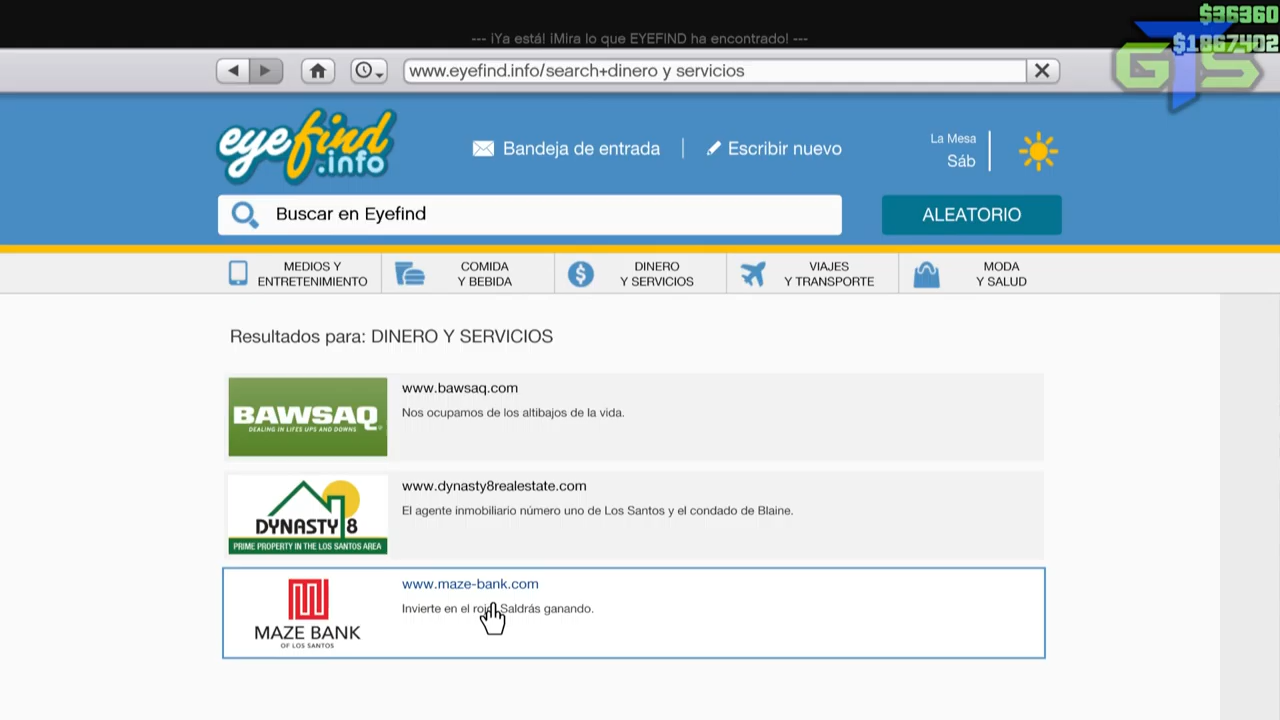 --- ¡Ya está! ¡Mira lo que EYEFIND ha encontrado! ---
$36360
$1867402
GTS
www.eyefind.info/search+dinero y servicios
eyefind
.info
Bandeja de entrada
Escribir nuevo
La Mesa
Sáb
Buscar en Eyefind
ALEATORIO
MEDIOS Y
ENTRETENIMIENTO
COMIDA
Y BEBIDA
DINERO
Y SERVICIOS
VIAJES
Y TRANSPORTE
MODA
Y SALUD
Resultados para: DINERO Y SERVICIOS
BAWSAQ
DEALING IN LIFES UPS AND DOWNS
www.bawsaq.com
Nos ocupamos de los altibajos de la vida.
DYNASTY 8
PRIME PROPERTY IN THE LOS SANTOS AREA
www.dynasty8realestate.com
El agente inmobiliario número uno de Los Santos y el condado de Blaine.
MAZE BANK
OF LOS SANTOS
www.maze-bank.com
Invierte en el rojo. Saldrás ganando.